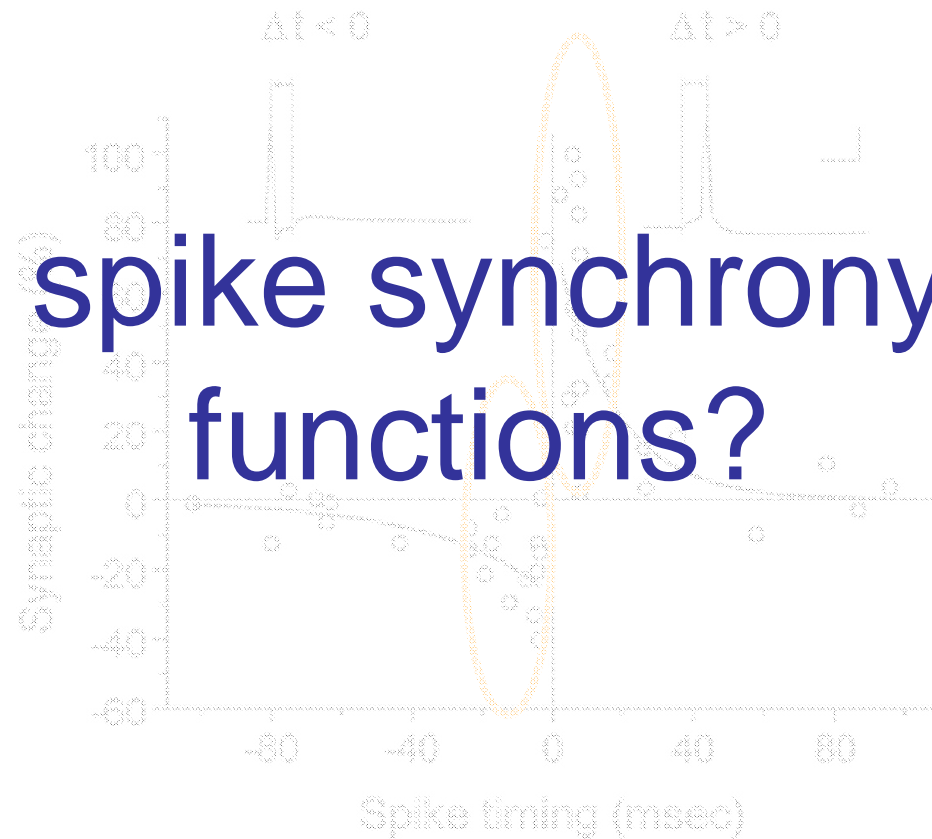 Δt < 0
Δt > 0
100
80
spike synchrony
functions?
40
20
0
-20
-40
-60
Synaptic change (%)
-80
-40
0
40
80
Spike timing (msec)